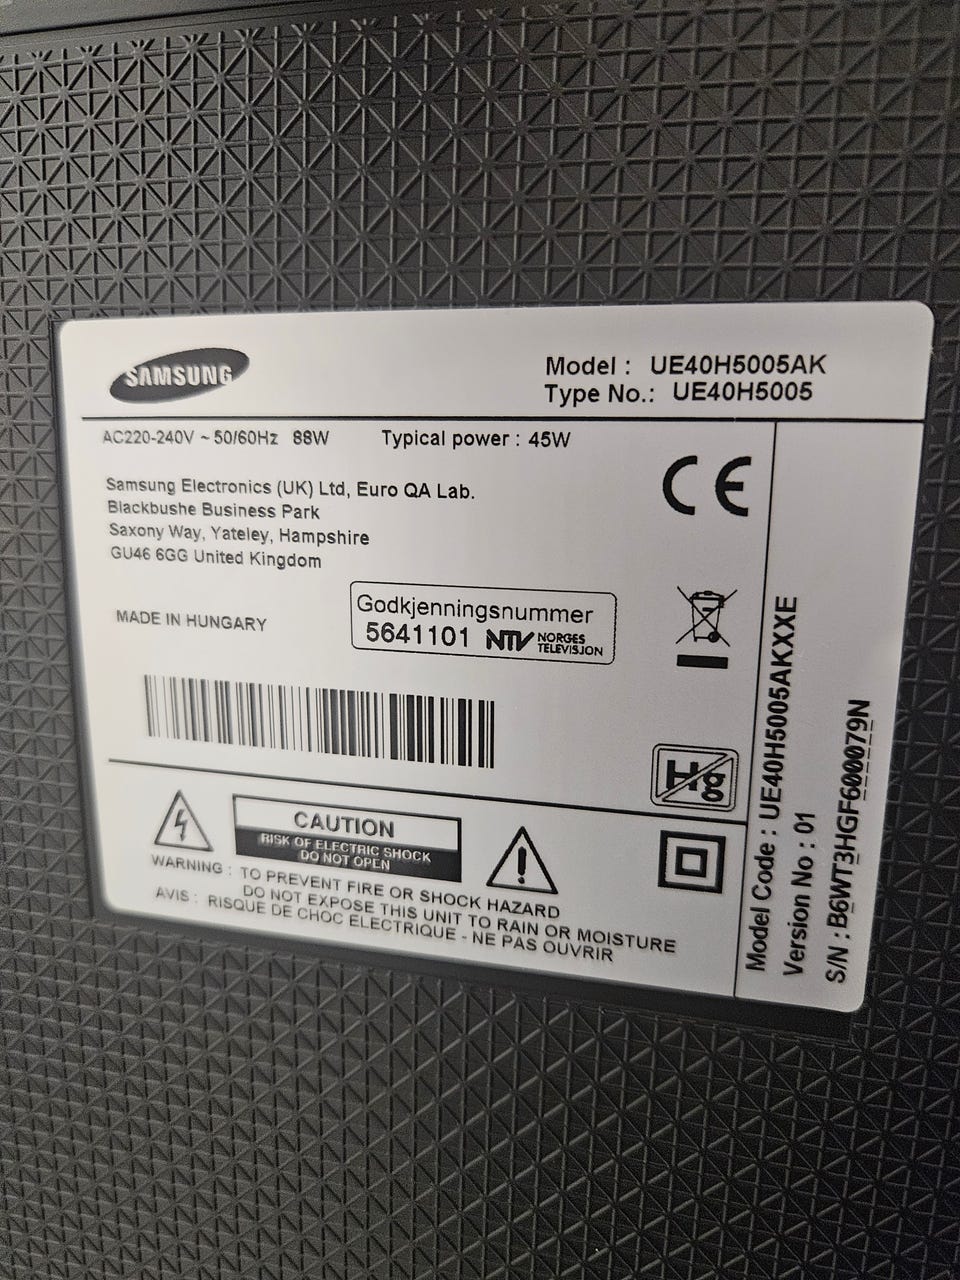 SAMSUNG
Model : UE40H5005AK
Type No.: UE40H5005
AC220-240V ~ 50/60Hz 88W Typical power : 45W
Samsung Electronics (UK) Ltd, Euro QA Lab.
Blackbushe Business Park
Saxony Way, Yateley, Hampshire
GU46 6GG United Kingdom
CE
MADE IN HUNGARY
Godkjenningsnummer
5641101 NTV NORGES
TELEVISJON
Hg
CAUTION
RISK OF ELECTRIC SHOCK
DO NOT OPEN
WARNING : TO PREVENT FIRE OR SHOCK HAZARD
DO NOT EXPOSE THIS UNIT TO RAIN OR MOISTURE
AVIS : RISQUE DE CHOC ELECTRIQUE - NE PAS OUVRIR
Model Code : UE40H5005AKXXE
Version No : 01
S/N : B6WT3HGF600079N